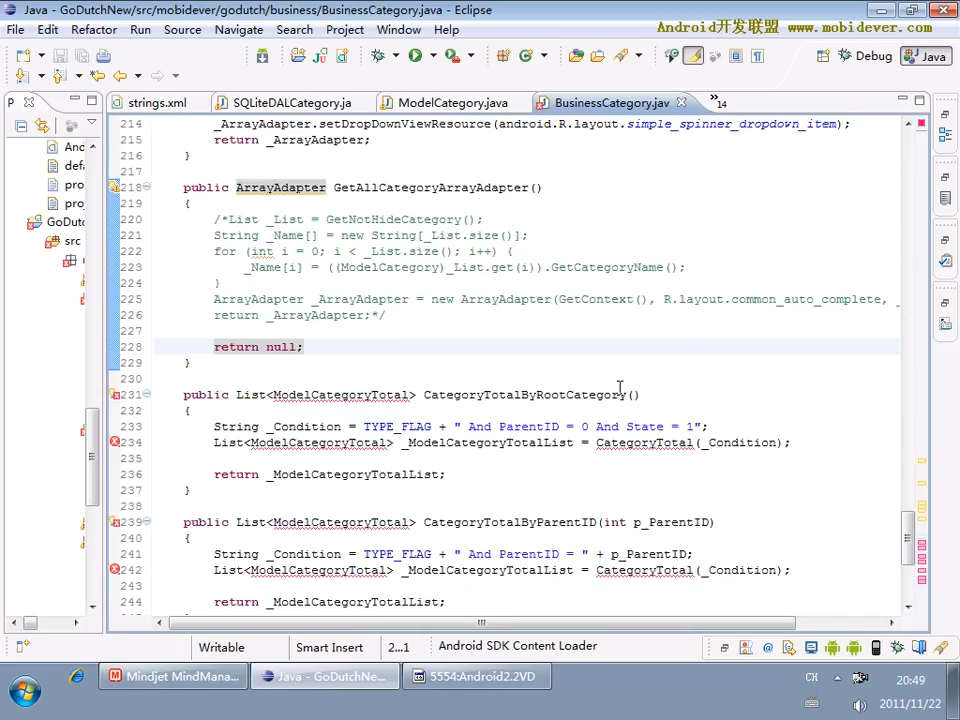 Java - GoDutchNew/src/mobidever/godutch/business/BusinessCategory.java - Eclipse
File Edit Refactor Run Source Navigate Search Project Window Help
Android开发联盟 www.mobidever.com
Debug Java
P strings.xml SQLiteDALCategory.ja ModelCategory.java BusinessCategory.jav »14
And
defa
pro
proj
GoDutc
src
214 _ArrayAdapter.setDropDownViewResource(android.R.layout.simple_spinner_dropdown_item);
215 return _ArrayAdapter;
216 }
217
218 public ArrayAdapter GetAllCategoryArrayAdapter()
219 {
220 /*List _List = GetNotHideCategory();
221 String _Name[] = new String[_List.size()];
222 for (int i = 0; i < _List.size(); i++) {
223 _Name[i] = ((ModelCategory)_List.get(i)).GetCategoryName();
224 }
225 ArrayAdapter _ArrayAdapter = new ArrayAdapter(GetContext(), R.layout.common_auto_complete, _
226 return _ArrayAdapter;*/
227
228 return null;
229 }
230
231 public List<ModelCategoryTotal> CategoryTotalByRootCategory()
232 {
233 String _Condition = TYPE_FLAG + " And ParentID = 0 And State = 1";
234 List<ModelCategoryTotal> _ModelCategoryTotalList = CategoryTotal(_Condition);
235
236 return _ModelCategoryTotalList;
237 }
238
239 public List<ModelCategoryTotal> CategoryTotalByParentID(int p_ParentID)
240 {
241 String _Condition = TYPE_FLAG + " And ParentID = " + p_ParentID;
242 List<ModelCategoryTotal> _ModelCategoryTotalList = CategoryTotal(_Condition);
243
244 return _ModelCategoryTotalList;
Writable Smart Insert 2...1 Android SDK Content Loader
Mindjet MindMana... Java - GoDutchNe... 5554:Android2.2VD CH 20:49
2011/11/22